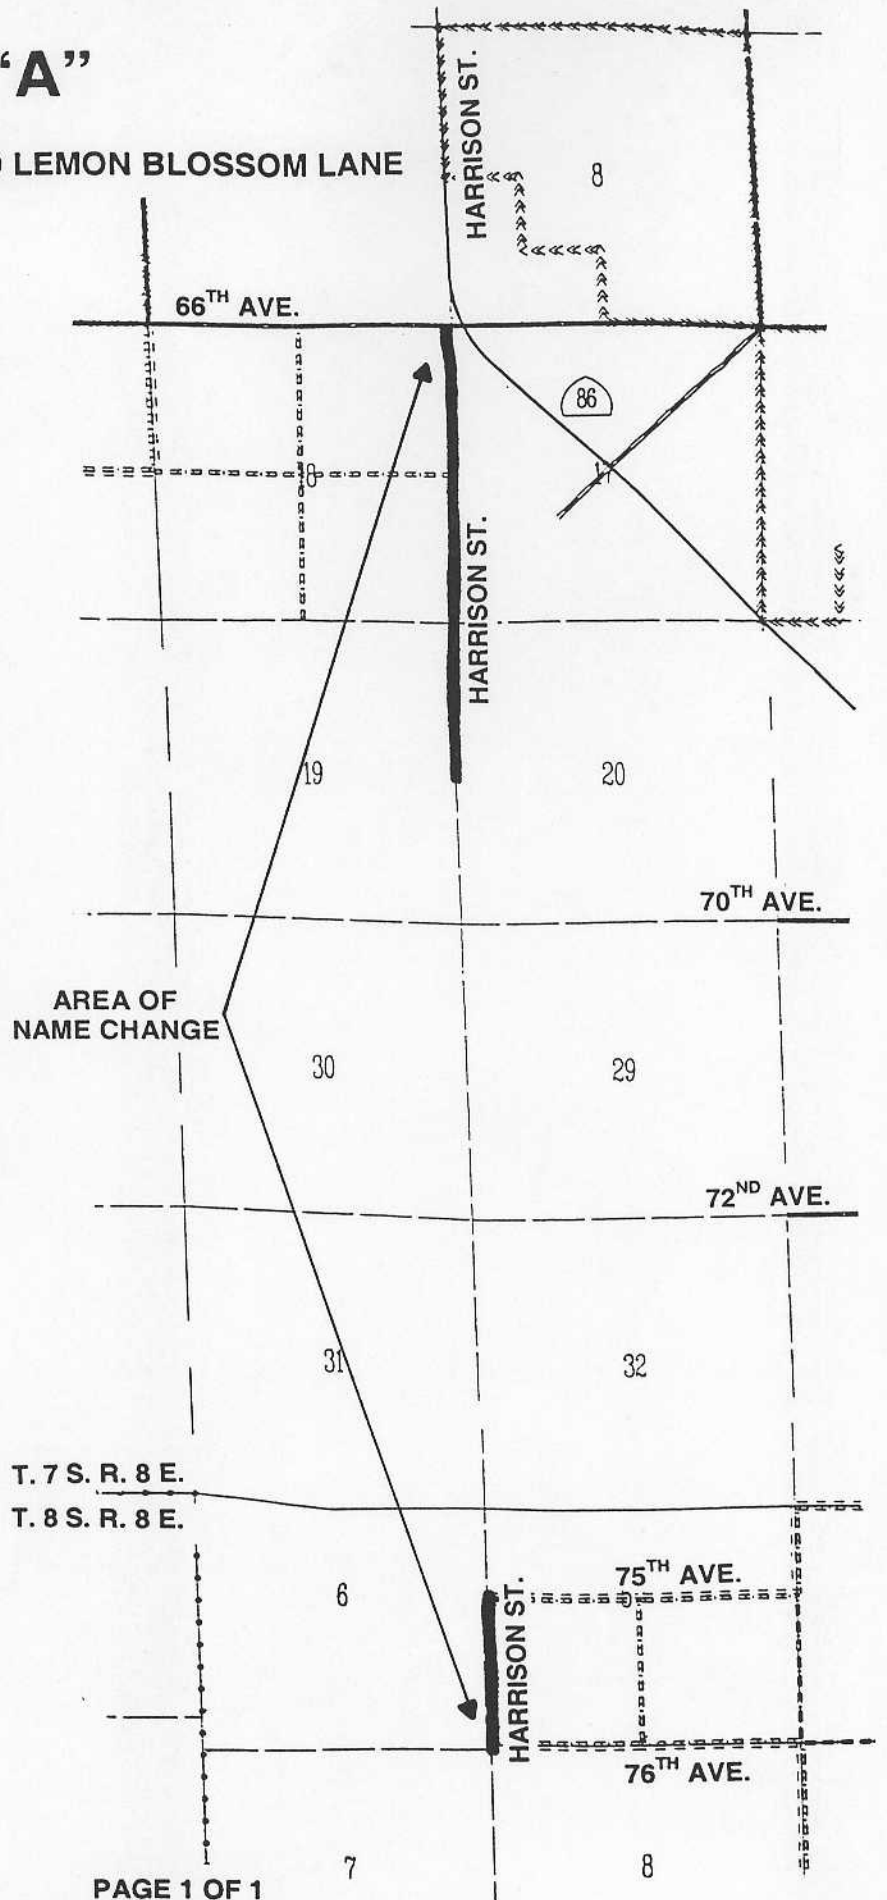 “A”
LEMON BLOSSOM LANE
HARRISON ST.
8
66TH AVE.
86
8
17
HARRISON ST.
19
20
70TH AVE.
AREA OF
NAME CHANGE
30
29
72ND AVE.
31
32
T. 7 S. R. 8 E.
T. 8 S. R. 8 E.
6
75TH AVE.
HARRISON ST.
76TH AVE.
7
8
PAGE 1 OF 1